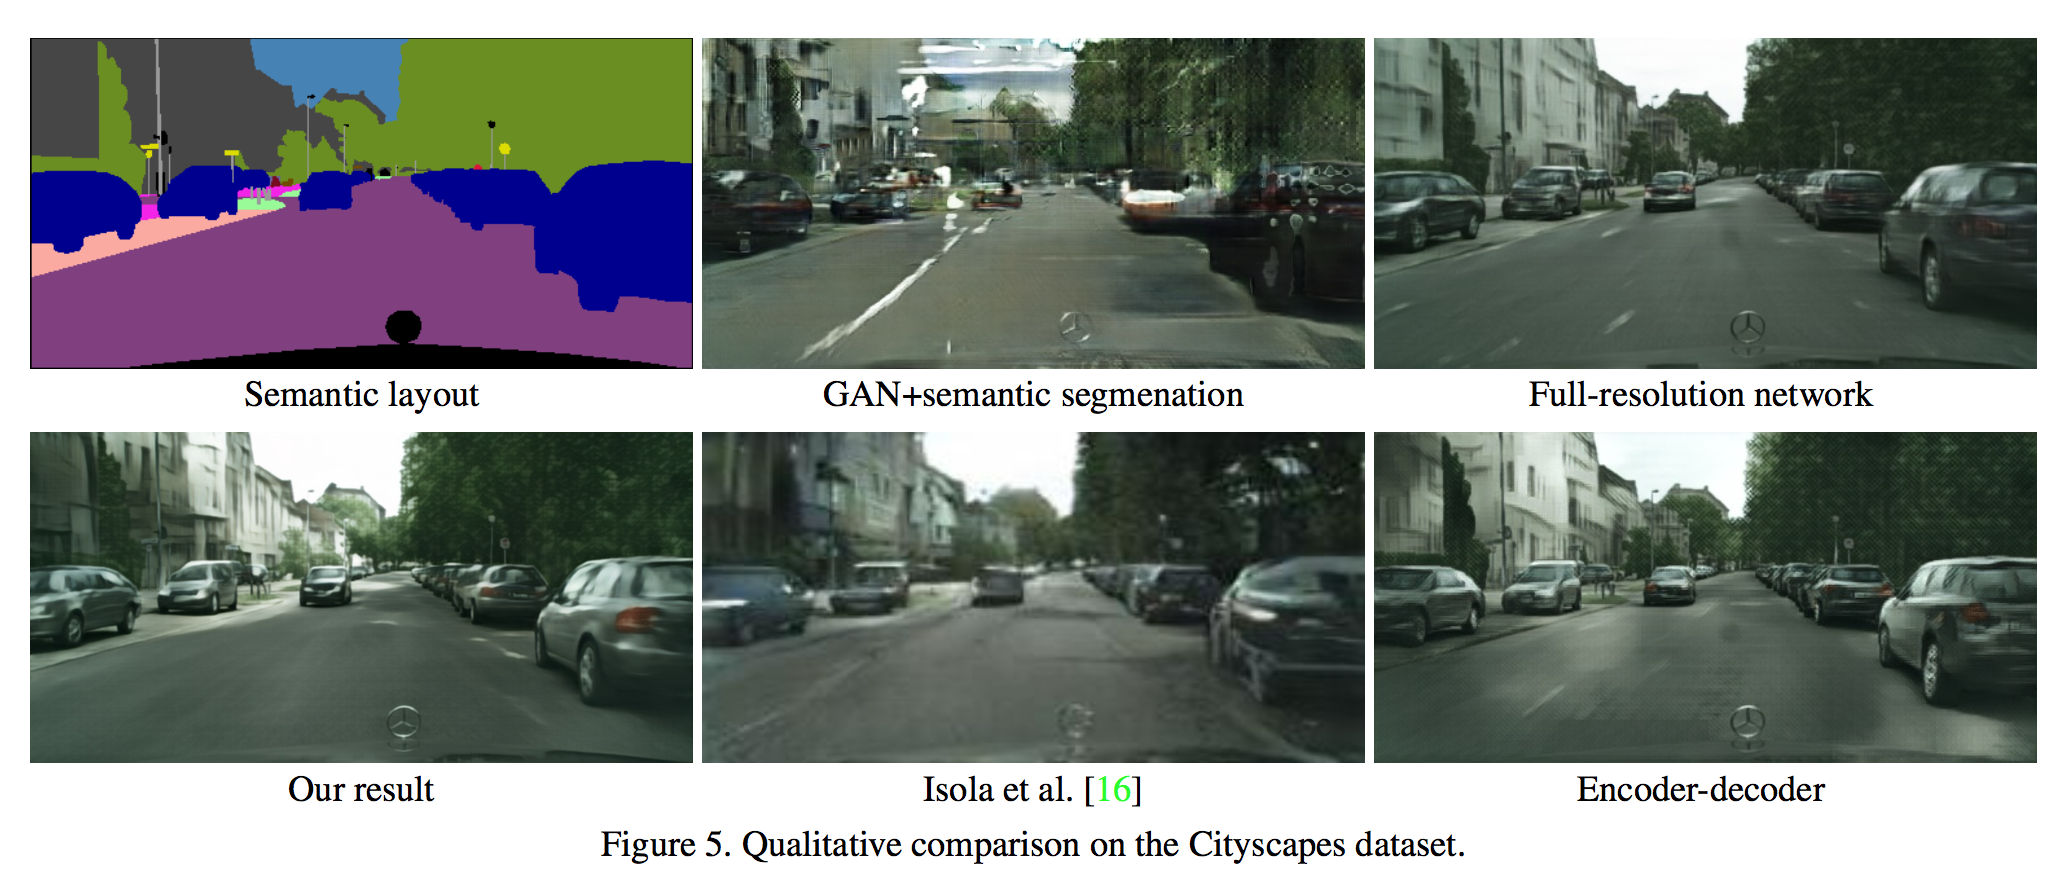 Semantic layout
GAN+semantic segmenation
Full-resolution network
Our result
Isola et al. [16]
Encoder-decoder
Figure 5. Qualitative comparison on the Cityscapes dataset.